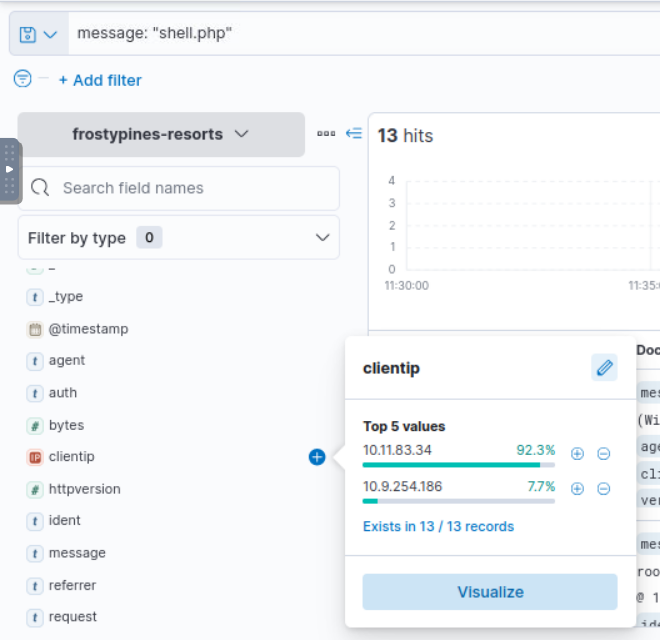 message: "shell.php"
+ Add filter
frostypines-resorts
13 hits
Search field names
Filter by type 0
4
3
2
1
0
11:30:00
11:35:
t _type
@timestamp
t agent
t auth
# bytes
IP clientip
# httpversion
t ident
t message
t referrer
t request
clientip
Top 5 values
10.11.83.34 92.3%
10.9.254.186 7.7%
Exists in 13 / 13 records
Visualize
Doc
mes
(Wi
age
cli
ver
mes
roo
@ 1